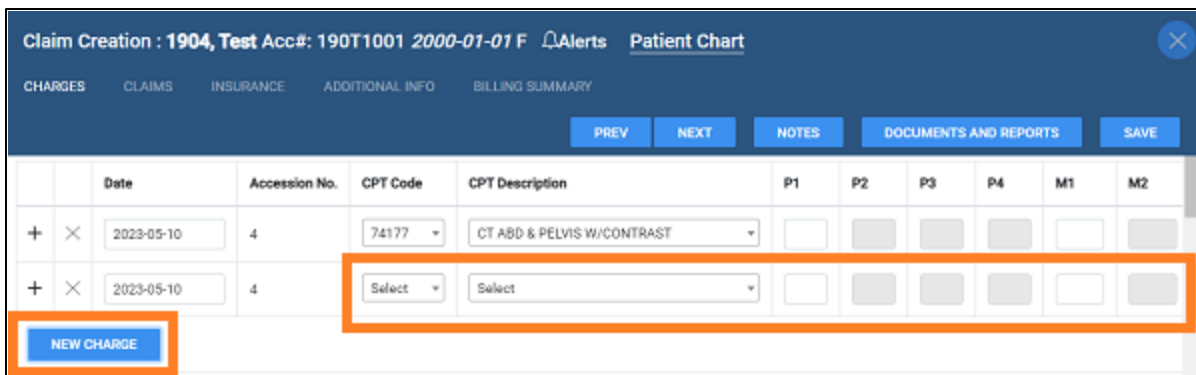 Claim Creation : 1904, Test Acc#: 190T1001 2000-01-01 F Alerts Patient Chart
CHARGES CLAIMS INSURANCE ADDITIONAL INFO BILLING SUMMARY
PREV NEXT NOTES DOCUMENTS AND REPORTS SAVE
Date Accession No. CPT Code CPT Description P1 P2 P3 P4 M1 M2
2023-05-10 4 74177 CT ABD & PELVIS W/CONTRAST
2023-05-10 4 Select Select
NEW CHARGE